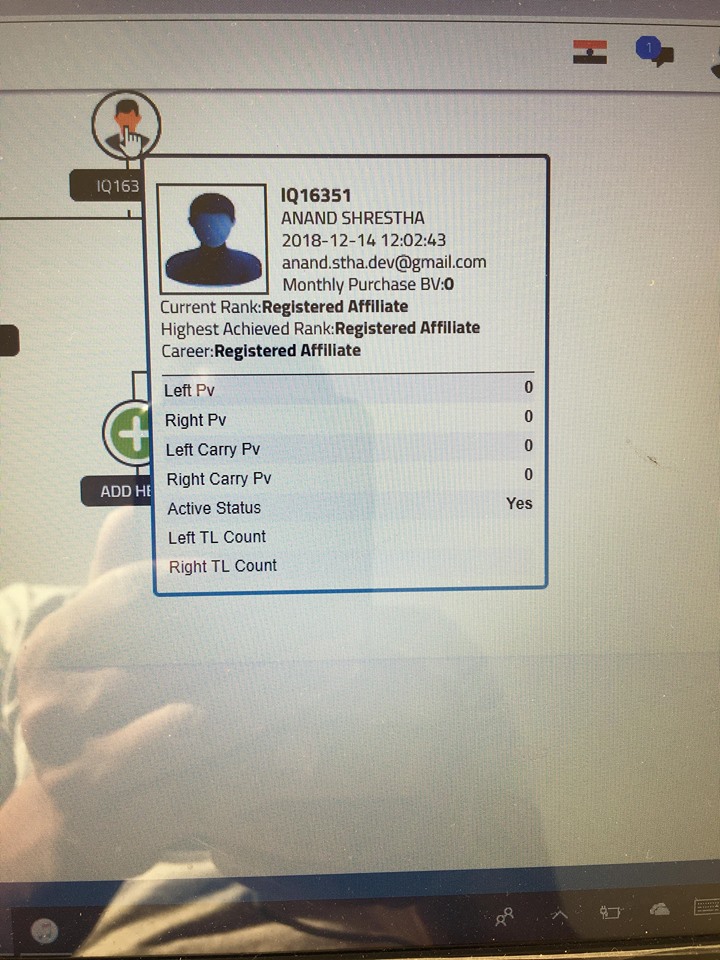 1
IQ163
IQ16351
ANAND SHRESTHA
2018-12-14 12:02:43
anand.stha.dev@gmail.com
Monthly Purchase BV:0
Current Rank:Registered Affiliate
Highest Achieved Rank:Registered Affiliate
Career:Registered Affiliate
Left Pv 0
Right Pv 0
Left Carry Pv 0
Right Carry Pv 0
Active Status Yes
Left TL Count
Right TL Count
ADD HE